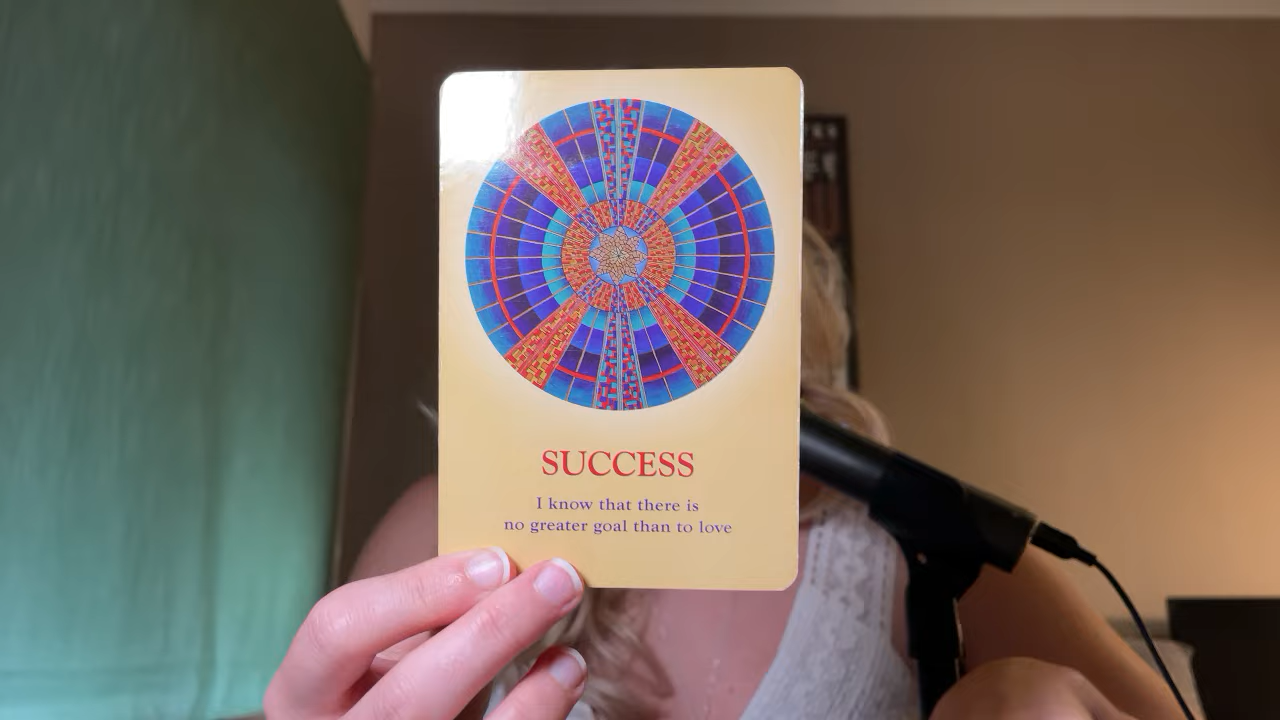 SUCCESS
I know that there is
no greater goal than to love